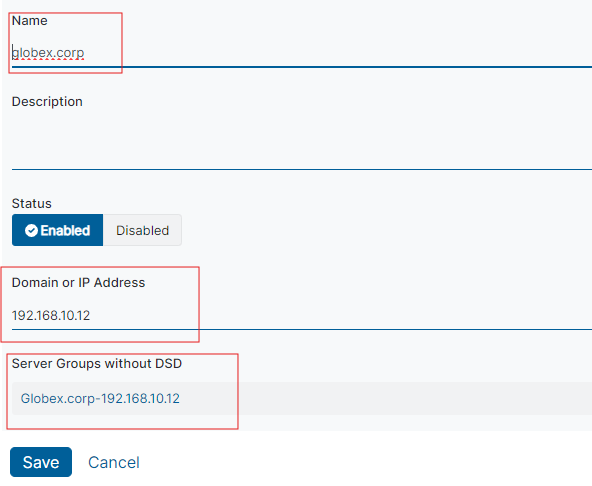 Name
globex.corp
Description
Status
Enabled Disabled
Domain or IP Address
192.168.10.12
Server Groups without DSD
Globex.corp-192.168.10.12
Save Cancel